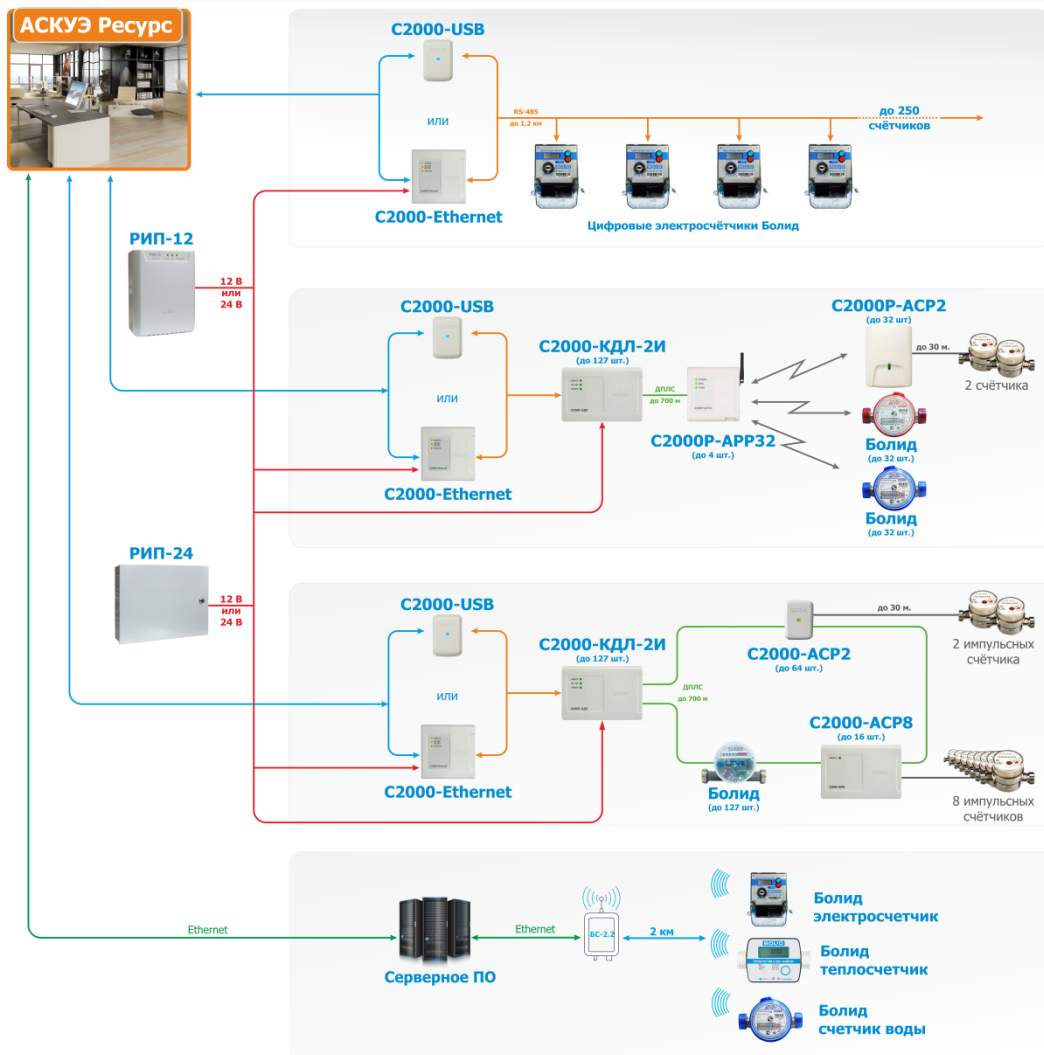 АСКУЭ Ресурс
С2000-USB
или
С2000-Ethernet
RS-485
до 1,2 км
до 250
счётчиков
Цифровые электросчётчики Болид
РИП-12
12 В
или
24 В
С2000-USB
или
С2000-Ethernet
С2000-КДЛ-2И
(до 127 шт.)
ДПЛС
до 700 м
С2000Р-АРР32
(до 4 шт.)
С2000Р-АСР2
(до 32 шт)
до 30 м.
2 счётчика
Болид
(до 32 шт.)
Болид
(до 32 шт.)
РИП-24
12 В
или
24 В
С2000-USB
или
С2000-Ethernet
С2000-КДЛ-2И
(до 127 шт.)
ДПЛС
до 700 м
С2000-АСР2
(до 64 шт.)
до 30 м.
2 импульсных
счётчика
Болид
(до 127 шт.)
С2000-АСР8
(до 16 шт.)
8 импульсных
счётчиков
Ethernet
Серверное ПО
Ethernet
БС-2.2
2 км
Болид
электросчетчик
Болид
теплосчетчик
Болид
счетчик воды